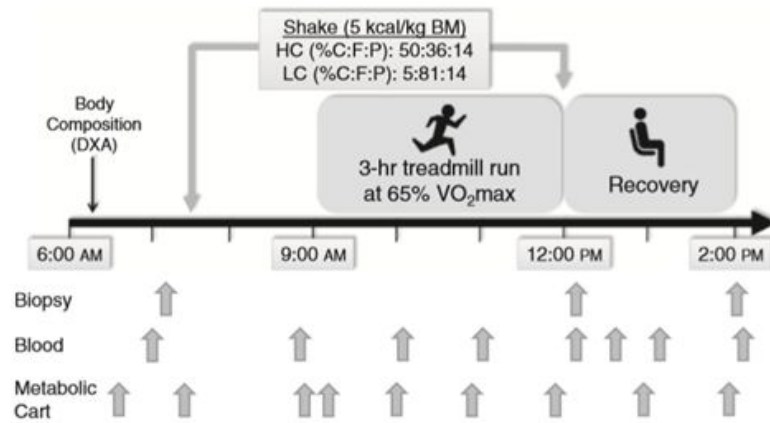 Shake (5 kcal/kg BM)
HC (%C:F:P): 50:36:14
LC (%C:F:P): 5:81:14
Body
Composition
(DXA)
3-hr treadmill run
at 65% VO₂max
Recovery
6:00 AM
9:00 AM
12:00 PM
2:00 PM
Biopsy
Blood
Metabolic
Cart